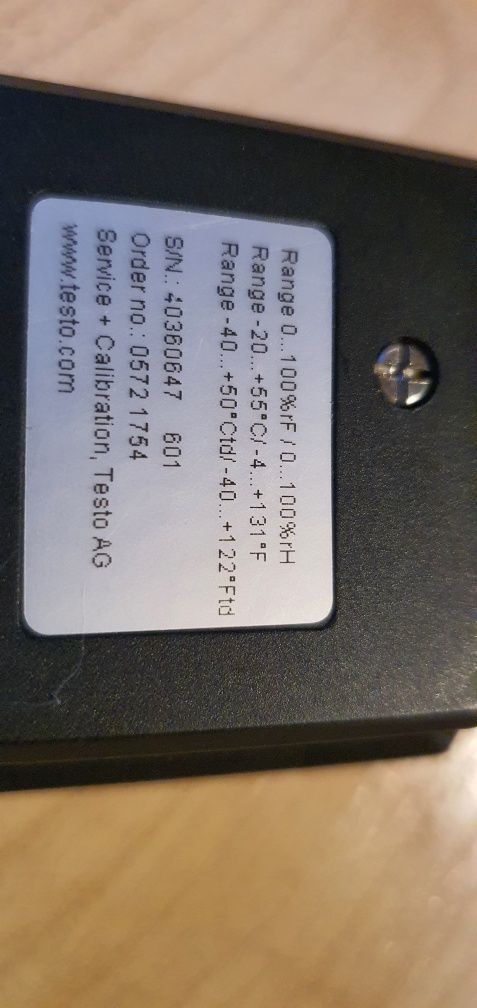 Range 0...100%rF / 0...100%rH
Range -20...+55°C/ -4...+131°F
Range -40...+50°Ctd/ -40...+122°Ftd
S/N.: 40360647 601
Order no.: 0572 1754
Service + Calibration, Testo AG
www.testo.com